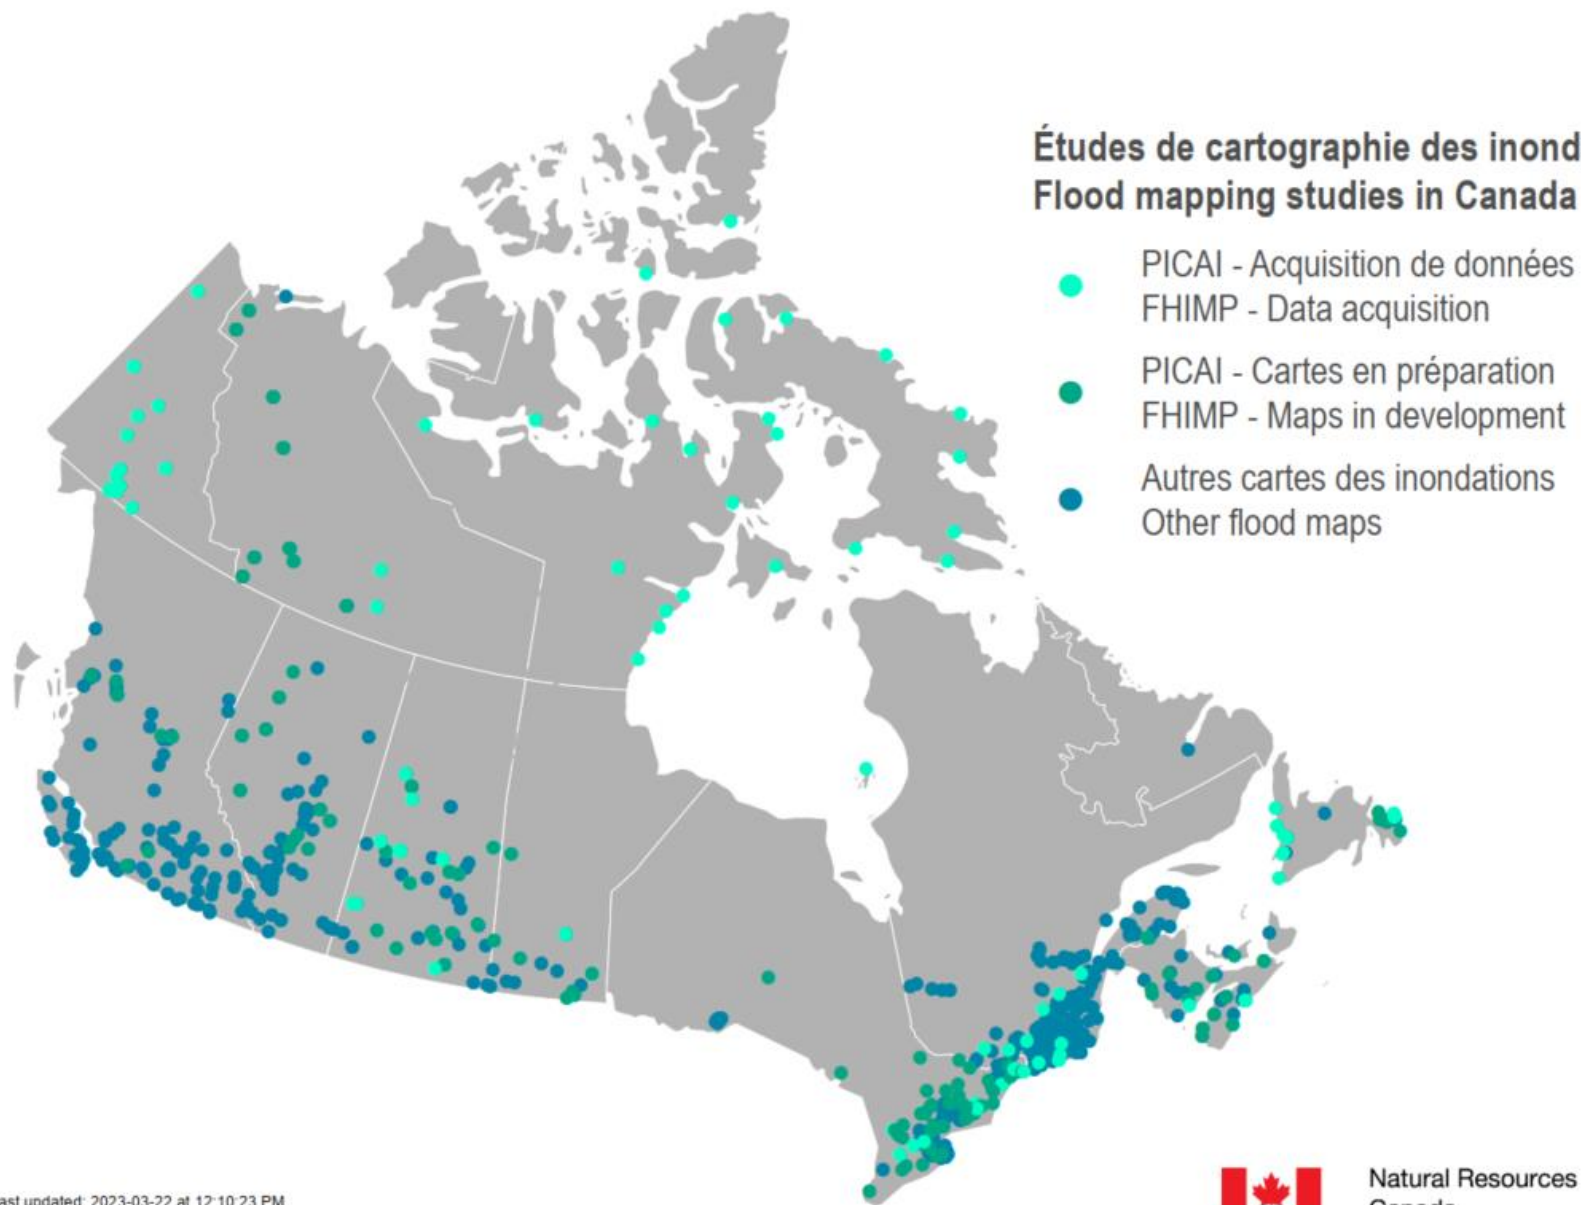 Études de cartographie des inond
Flood mapping studies in Canada
PICAI - Acquisition de données
FHIMP - Data acquisition
PICAI - Cartes en préparation
FHIMP - Maps in development
Autres cartes des inondations
Other flood maps
ast updated: 2023-03-22 at 12:10:23 PM
Natural Resources
Canada